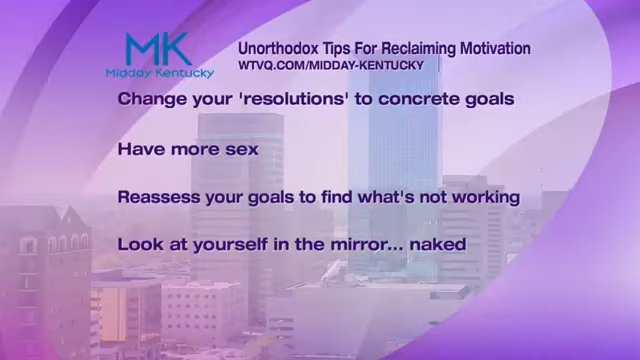 MK
Midday Kentucky
Unorthodox Tips For Reclaiming Motivation
WTVQ.COM/MIDDAY-KENTUCKY
Change your 'resolutions' to concrete goals
Have more sex
Reassess your goals to find what's not working
Look at yourself in the mirror... naked